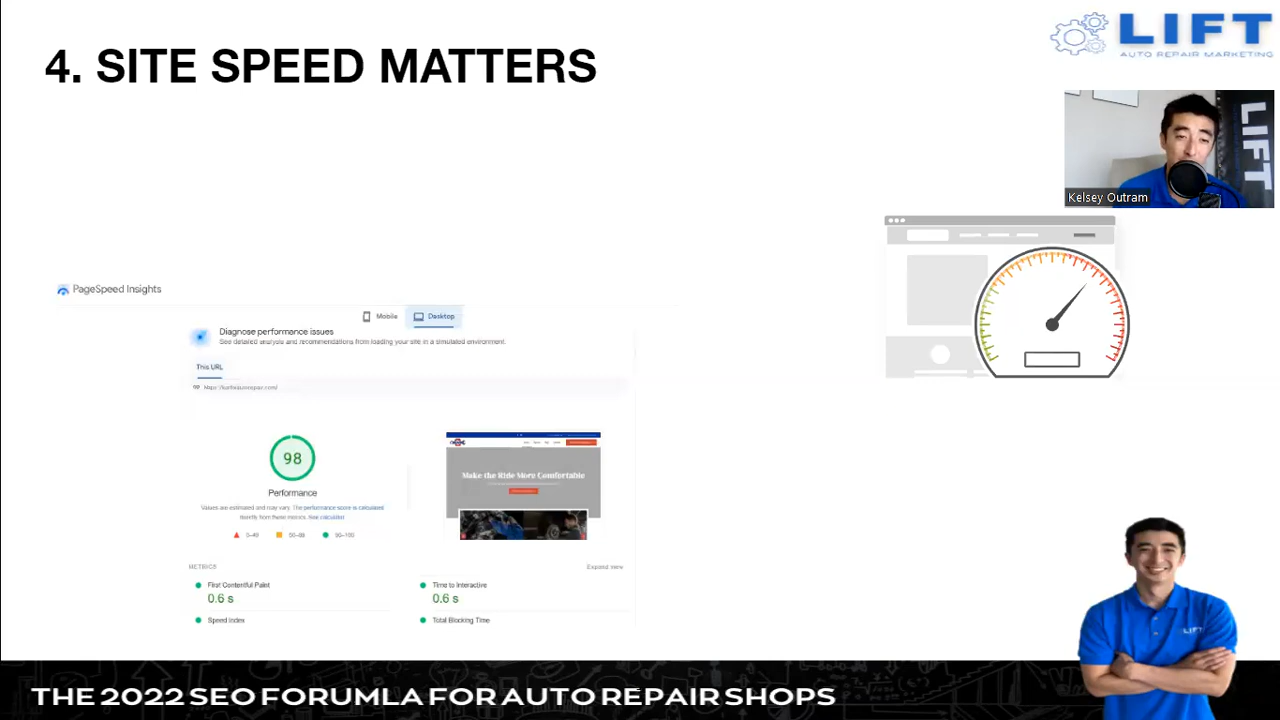 4. SITE SPEED MATTERS
LIFT
AUTO REPAIR MARKETING
LIFT
Kelsey Outram
PageSpeed Insights
Mobile
Desktop
Diagnose performance issues
See detailed analysis and recommendations from loading your site in a simulated environment.
This URL
98
Make the Ride More Comfortable
Performance
Values are estimated and may vary. The performance score is calculated
directly from these metrics. See calculator.
0–49
90–100
METRICS
Expand view
First Contentful Paint
0.6 s
Time to Interactive
0.6 s
Speed Index
Total Blocking Time
LIFT
THE 2022 SEO FORUMLA FOR AUTO REPAIR SHOPS